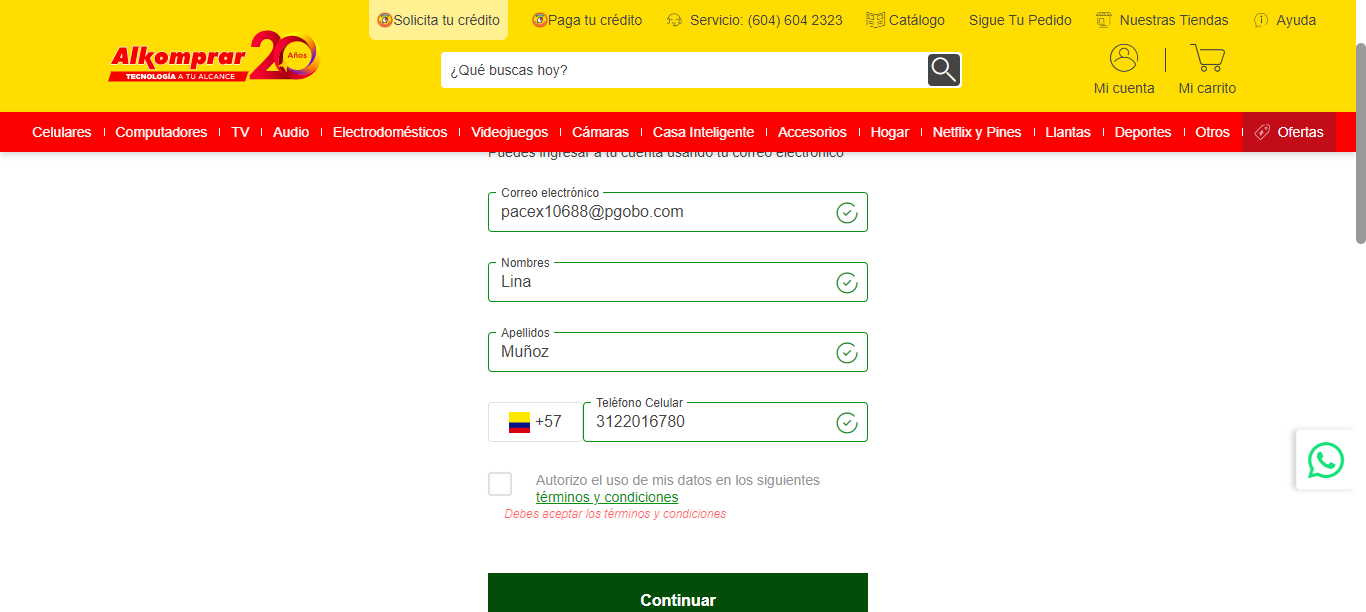 Solicita tu crédito
Paga tu crédito
Servicio: (604) 604 2323
Catálogo
Sigue Tu Pedido
Nuestras Tiendas
Ayuda
Alkomprar 20 Años
TECNOLOGÍA A TU ALCANCE
¿Qué buscas hoy?
Mi cuenta
Mi carrito
Celulares
Computadores
TV
Audio
Electrodomésticos
Videojuegos
Cámaras
Casa Inteligente
Accesorios
Hogar
Netflix y Pines
Llantas
Deportes
Otros
Ofertas
Puedes ingresar a tu cuenta usando tu correo electrónico
Correo electrónico
pacex10688@pgobo.com
Nombres
Lina
Apellidos
Muñoz
+57
Teléfono Celular
3122016780
Autorizo el uso de mis datos en los siguientes
términos y condiciones
Debes aceptar los términos y condiciones
Continuar